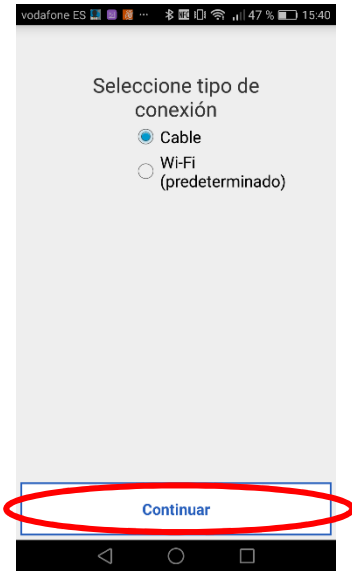 vodafone ES ... 47 % 15:40
Seleccione tipo de
conexión
Cable
Wi-Fi
(predeterminado)
Continuar